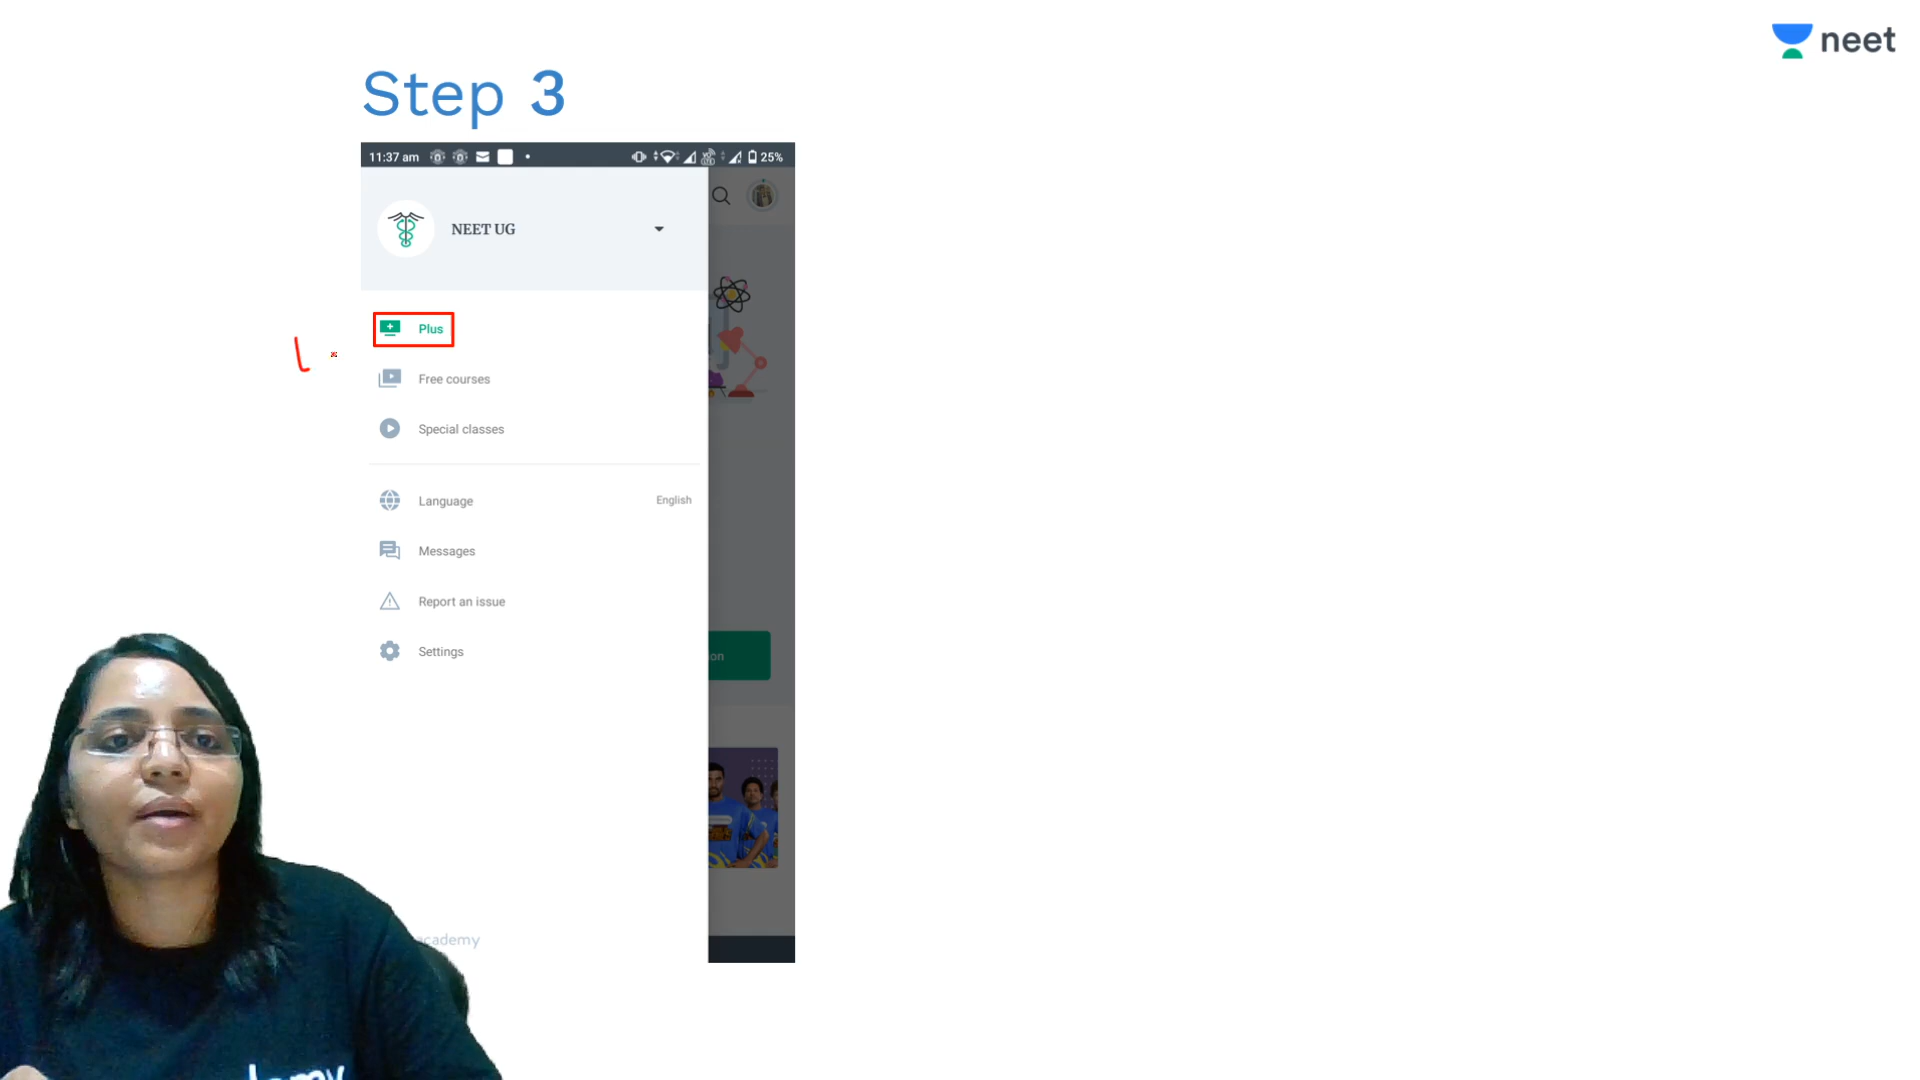 neet
Step 3
11:37 am 25%
NEET UG
Plus
Free courses
Special classes
Language English
Messages
Report an issue
Settings
on
academy